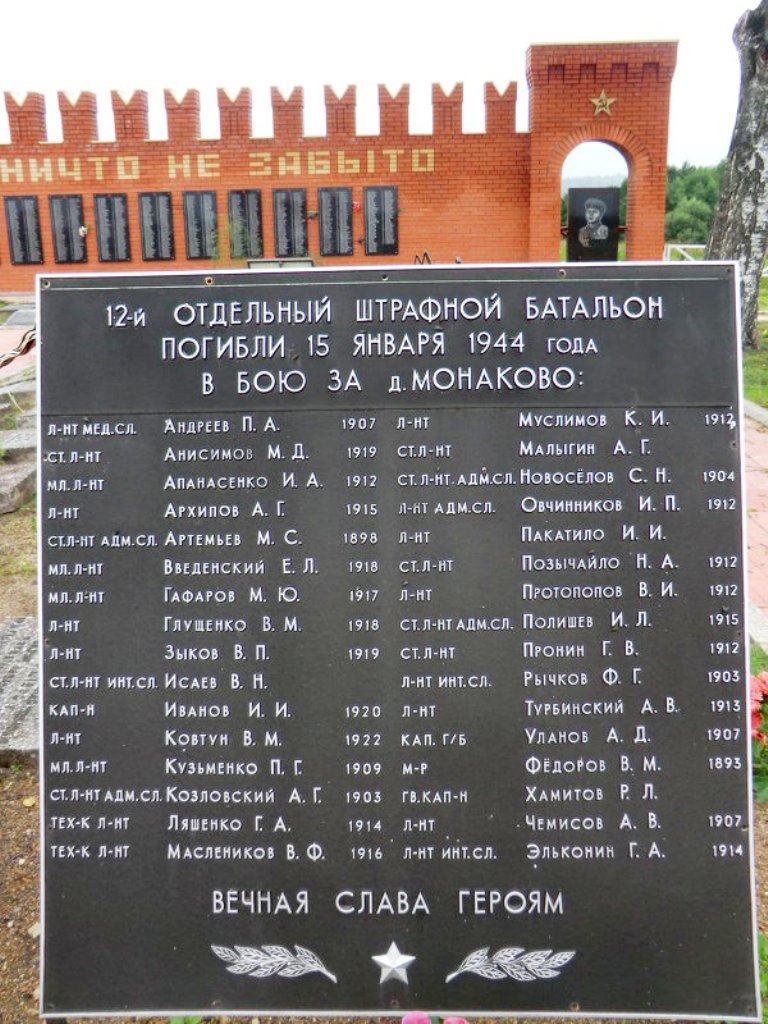 НИЧТО НЕ ЗАБЫТО
12-й ОТДЕЛЬНЫЙ ШТРАФНОЙ БАТАЛЬОН
ПОГИБЛИ 15 ЯНВАРЯ 1944 ГОДА
В БОЮ ЗА Д.МОНАКОВО:
Л-НТ МЕД.СЛ. АНДРЕЕВ П.А. 1907
СТ.Л-НТ АНИСИМОВ М.Д. 1919
МЛ.Л-НТ АПАНАСЕНКО И.А. 1912
Л-НТ АРХИПОВ А.Г. 1915
СТ.Л-НТ АДМ.СЛ. АРТЕМЬЕВ М.С. 1898
МЛ.Л-НТ ВВЕДЕНСКИЙ Е.Л. 1918
МЛ.Л-НТ ГАФАРОВ М.Ю. 1917
Л-НТ ГЛУЩЕНКО В.М. 1918
Л-НТ ЗЫКОВ В.П. 1919
СТ.Л-НТ ИНТ.СЛ. ИСАЕВ В.Н.
КАП-Н ИВАНОВ И.И. 1920
Л-НТ КОВТУН В.М. 1922
МЛ.Л-НТ КУЗЬМЕНКО П.Г. 1909
СТ.Л-НТ АДМ.СЛ. КОЗЛОВСКИЙ А.Г. 1903
ТЕХ-К Л-НТ ЛЯШЕНКО Г.А. 1914
ТЕХ-К Л-НТ МАСЛЕНИКОВ В.Ф. 1916
Л-НТ МУСЛИМОВ К.И. 1912
СТ.Л-НТ МАЛЫГИН А.Г.
СТ.Л-НТ.АДМ.СЛ. НОВОСЁЛОВ С.Н. 1904
Л-НТ АДМ.СЛ. ОВЧИННИКОВ И.П. 1912
Л-НТ ПАКАТИЛО И.И.
СТ.Л-НТ ПОЗЫЧАЙЛО Н.А. 1912
Л-НТ ПРОТОПОПОВ В.И. 1912
СТ.Л-НТ АДМ.СЛ. ПОЛИШЕВ И.Л. 1915
СТ.Л-НТ ПРОНИН Г.В. 1912
Л-НТ ИНТ.СЛ. РЫЧКОВ Ф.Г. 1903
Л-НТ ТУРБИНСКИЙ А.В. 1913
КАП. Г/Б УЛАНОВ А.Д. 1907
М-Р ФЁДОРОВ В.М. 1893
ГВ.КАП-Н ХАМИТОВ Р.Л.
Л-НТ ЧЕМИСОВ А.В. 1907
Л-НТ ИНТ.СЛ. ЭЛЬКОНИН Г.А. 1914
ВЕЧНАЯ СЛАВА ГЕРОЯМ